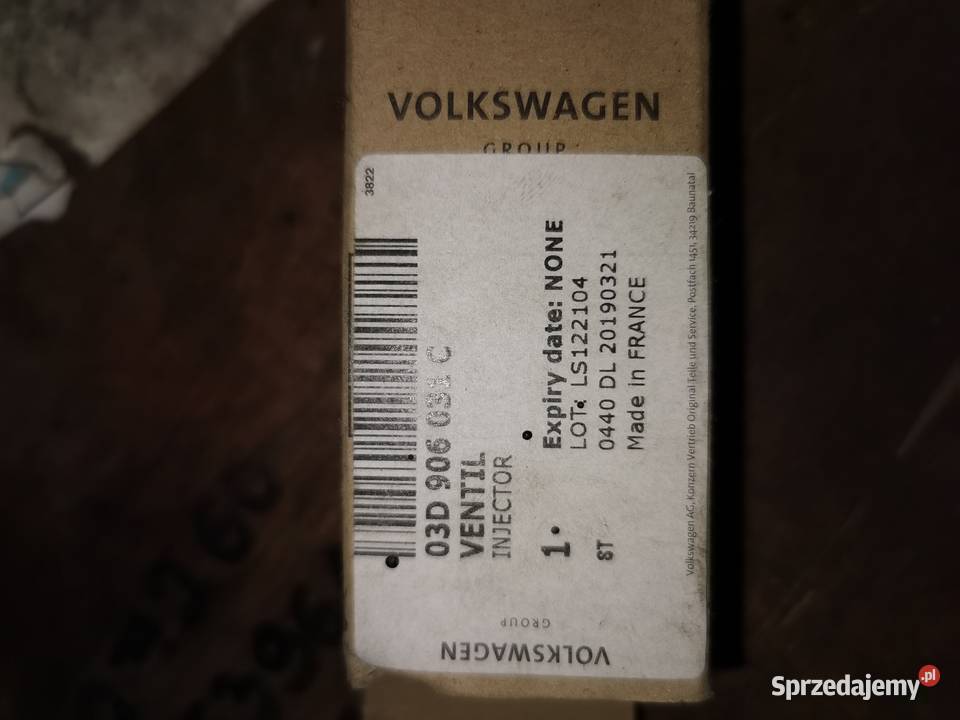 VOLKSWAGEN
GROUP
3822
03D 906 031 C
VENTIL
INJECTOR
1.
ST
Expiry date: NONE
LOT: LS122104
0440 DL 20190321
Made in FRANCE
Volkswagen AG, Konzern Vertrieb Original Teile und Service, Postfach 1451, 34219 Baunatal
VOLKSWAGEN
GROUP
Sprzedajemy.pl